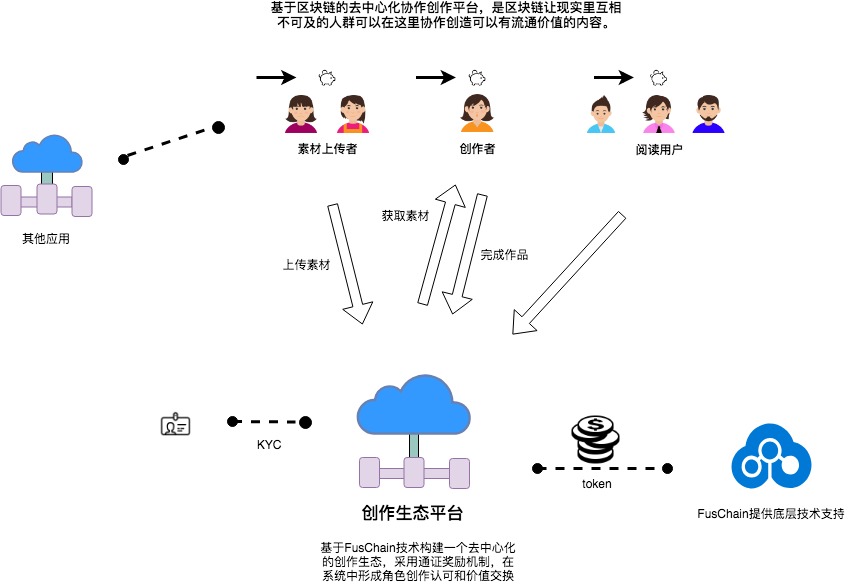 基于区块链的去中心化协作创作平台，是区块链让现实里互相
不可及的人群可以在这里协作创造可以有流通价值的内容。
素材上传者
创作者
阅读用户
其他应用
获取素材
完成作品
上传素材
KYC
token
创作生态平台
FusChain提供底层技术支持
基于FusChain技术构建一个去中心化
的创作生态，采用通证奖励机制，在
系统中形成角色创作认可和价值交换